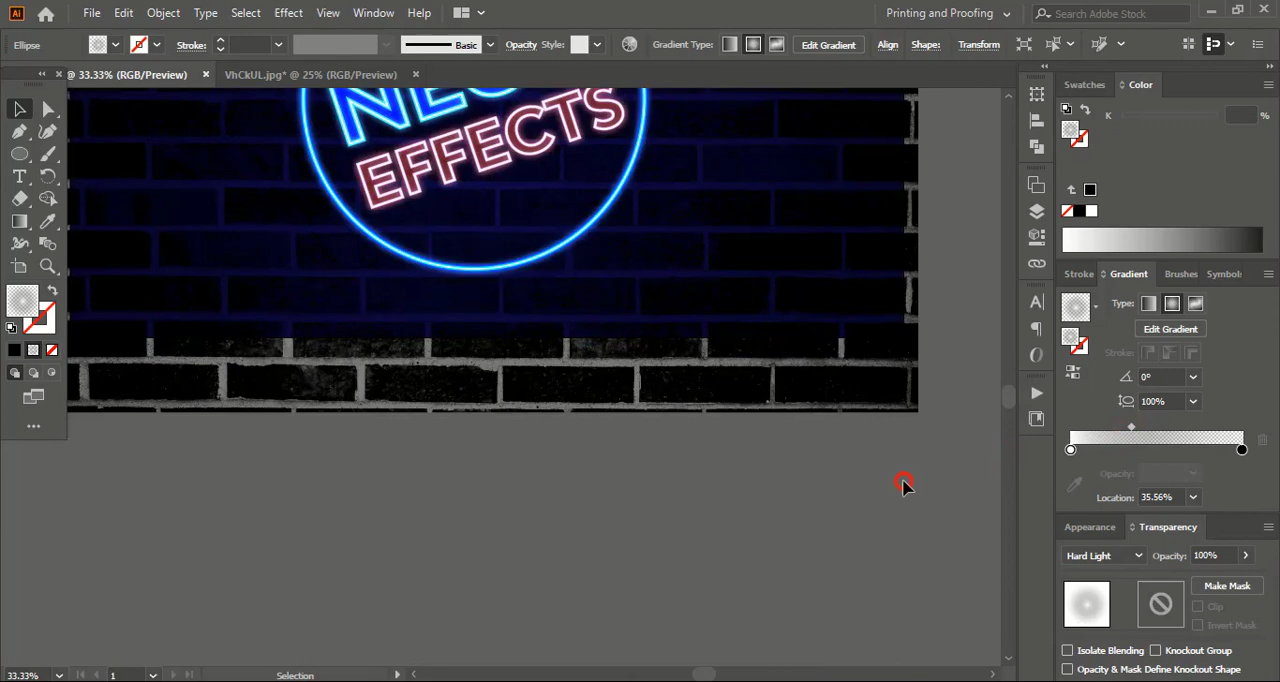 Ai File Edit Object Type Select Effect View Window Help Printing and Proofing Search Adobe Stock
Ellipse Stroke: Basic Opacity Style: Gradient Type: Edit Gradient Align Shape: Transform
@ 33.33% (RGB/Preview) × VhCkUL.jpg* @ 25% (RGB/Preview) ×
Swatches Color
K %
EFFECTS
Stroke Gradient Brushes Symbols
Type:
Edit Gradient
Stroke:
0°
100%
Opacity:
Location: 35.56%
Appearance Transparency
Hard Light Opacity: 100%
Make Mask
Clip
Invert Mask
Isolate Blending Knockout Group
Opacity & Mask Define Knockout Shape
33.33% 1 Selection